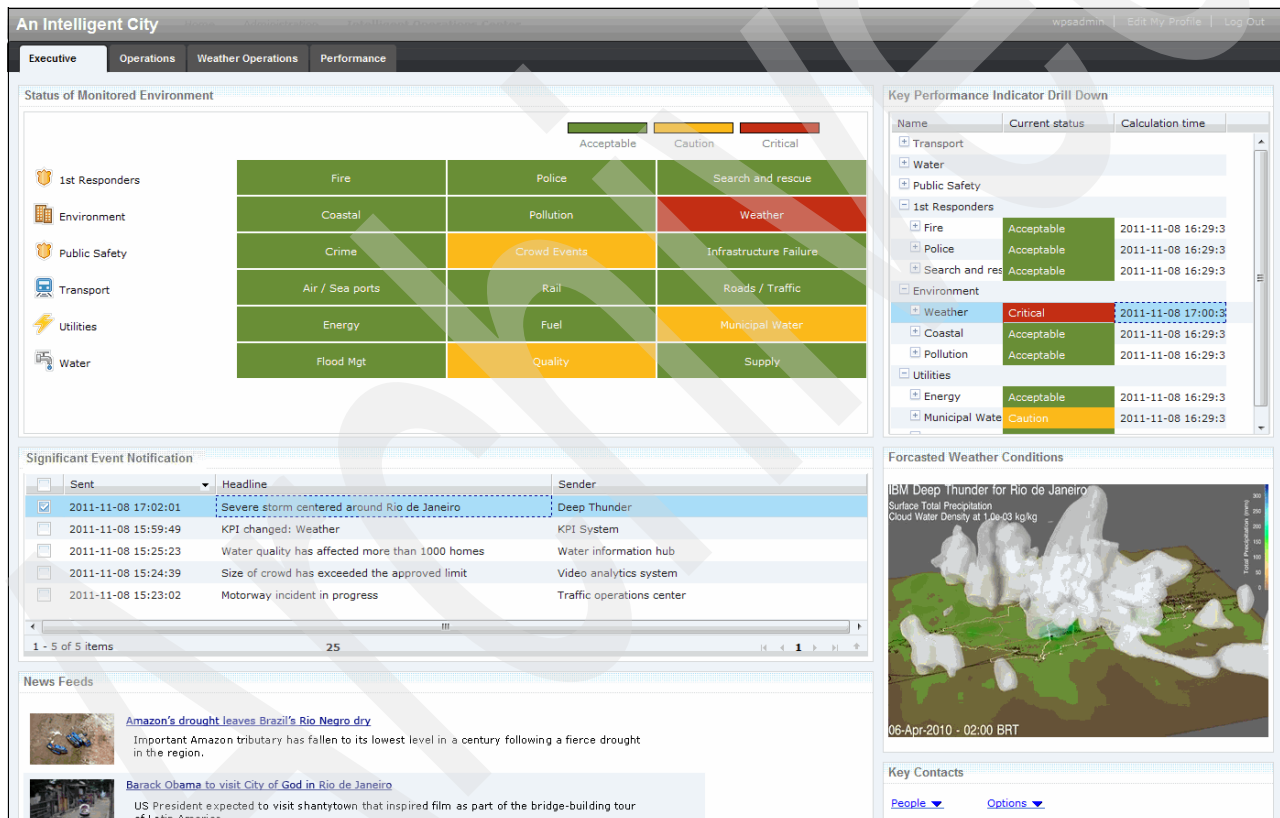 An Intelligent City
wpsadmin | Edit My Profile | Log Out
Executive Operations Weather Operations Performance
Status of Monitored Environment
Acceptable Caution Critical
1st Responders Fire Police Search and rescue
Environment Coastal Pollution Weather
Public Safety Crime Crowd Events Infrastructure Failure
Transport Air / Sea ports Rail Roads / Traffic
Utilities Energy Fuel Municipal Water
Water Flood Mgt Quality Supply
Key Performance Indicator Drill Down
Name Current status Calculation time
Transport
Water
Public Safety
1st Responders
Fire Acceptable 2011-11-08 16:29:3
Police Acceptable 2011-11-08 16:29:3
Search and res Acceptable 2011-11-08 16:29:3
Environment
Weather Critical 2011-11-08 17:00:3
Coastal Acceptable 2011-11-08 16:29:3
Pollution Acceptable 2011-11-08 16:29:3
Utilities
Energy Acceptable 2011-11-08 16:29:3
Municipal Wate Caution 2011-11-08 16:29:3
Significant Event Notification
Sent Headline Sender
2011-11-08 17:02:01 Severe storm centered around Rio de Janeiro Deep Thunder
2011-11-08 15:59:49 KPI changed: Weather KPI System
2011-11-08 15:25:23 Water quality has affected more than 1000 homes Water information hub
2011-11-08 15:24:39 Size of crowd has exceeded the approved limit Video analytics system
2011-11-08 15:23:02 Motorway incident in progress Traffic operations center
1 - 5 of 5 items 25 1
Forcasted Weather Conditions
IBM Deep Thunder for Rio de Janeiro
Surface Total Precipitation
Cloud Water Density at 1.0e-03 kg/kg
Total Precipitation (mm)
300
250
200
150
100
50
0
06-Apr-2010 - 02:00 BRT
News Feeds
Amazon's drought leaves Brazil's Rio Negro dry
Important Amazon tributary has fallen to its lowest level in a century following a fierce drought
in the region.
Barack Obama to visit City of God in Rio de Janeiro
US President expected to visit shantytown that inspired film as part of the bridge-building tour
of Latin America
Key Contacts
People Options